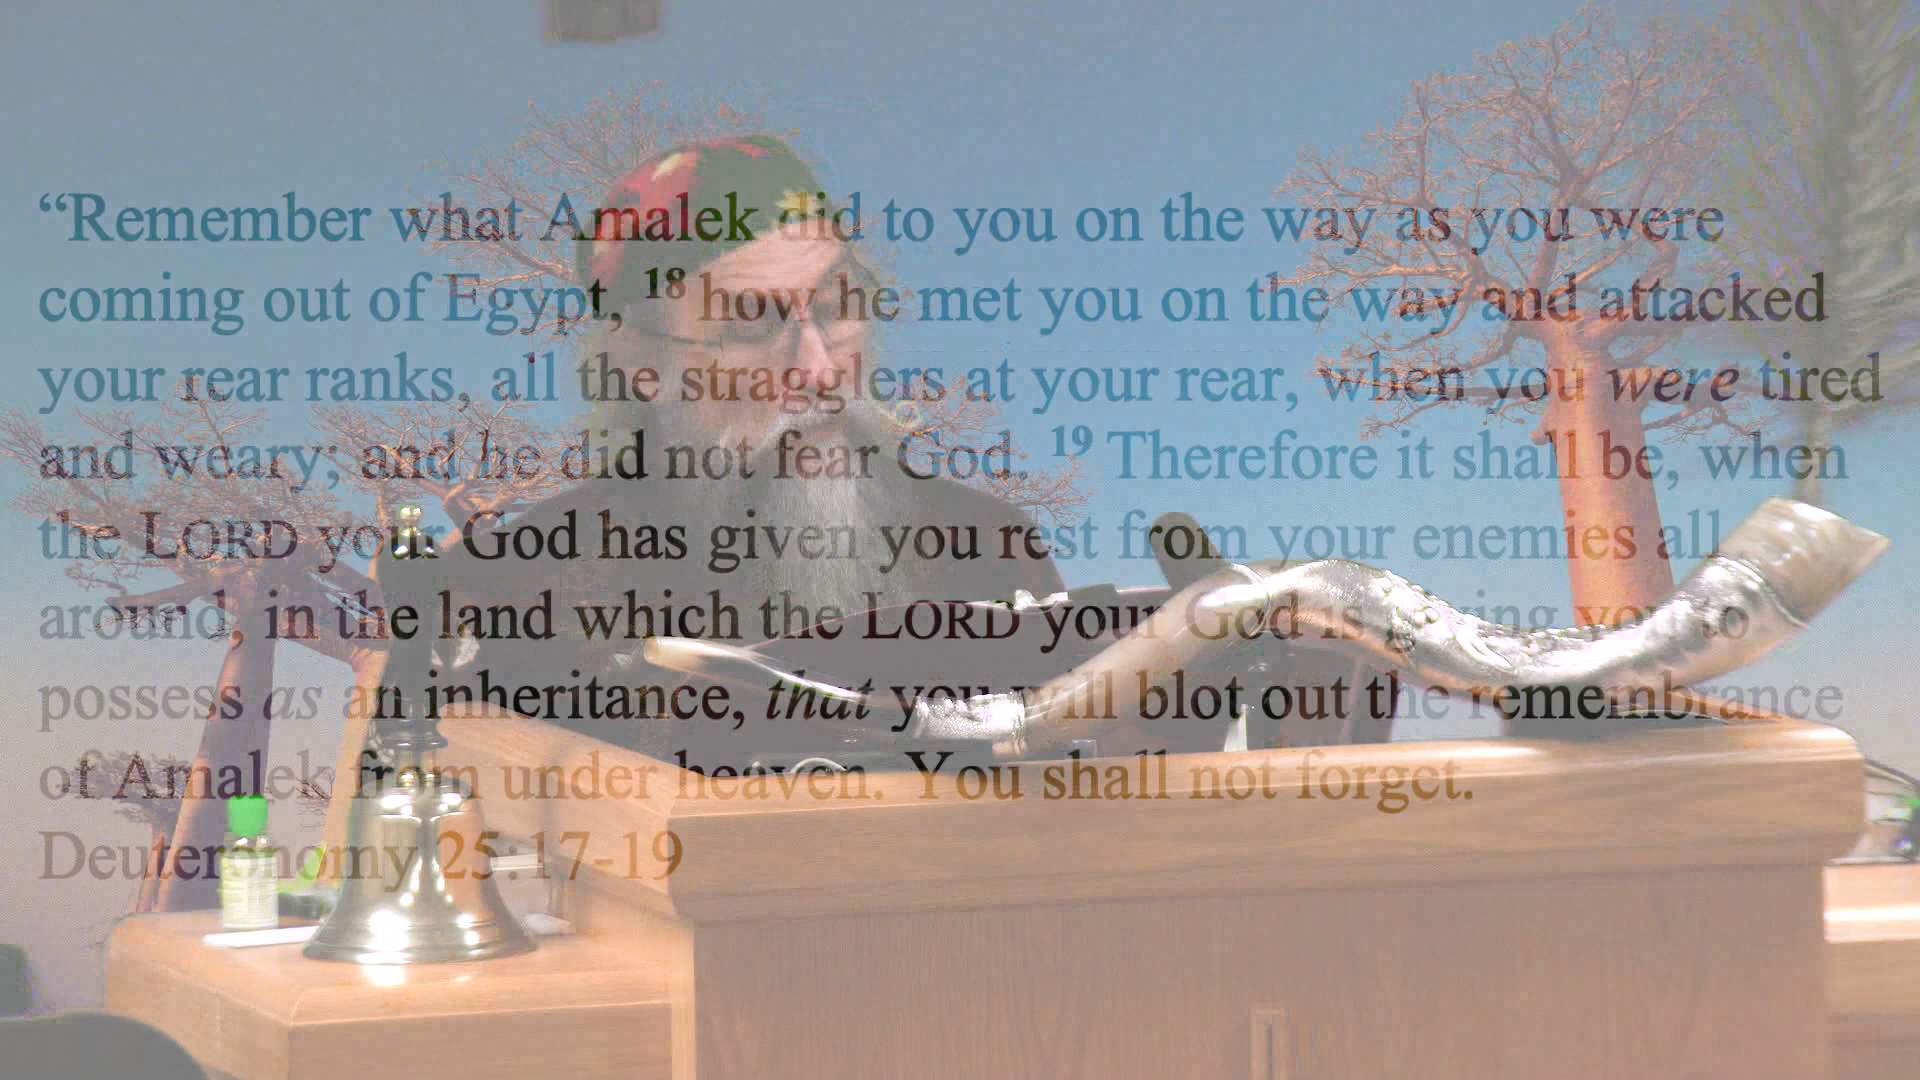 “Remember what Amalek did to you on the way as you were
coming out of Egypt, 18 how he met you on the way and attacked
your rear ranks, all the stragglers at your rear, when you were tired
and weary; and he did not fear God. 19 Therefore it shall be, when
the LORD your God has given you rest from your enemies all
around, in the land which the LORD your God is giving you to
possess as an inheritance, that you will blot out the remembrance
of Amalek from under heaven. You shall not forget.
Deuteronomy 25:17-19